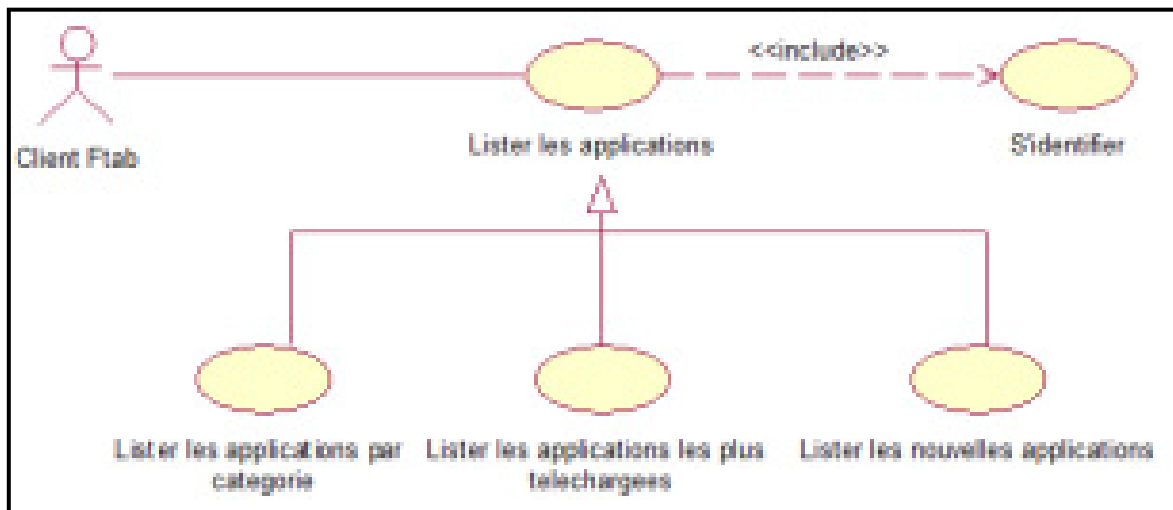 <<include>>
Client Ftab
Lister les applications
S'identifier
Lister les applications par
categorie
Lister les applications les plus
telechargees
Lister les nouvelles applications